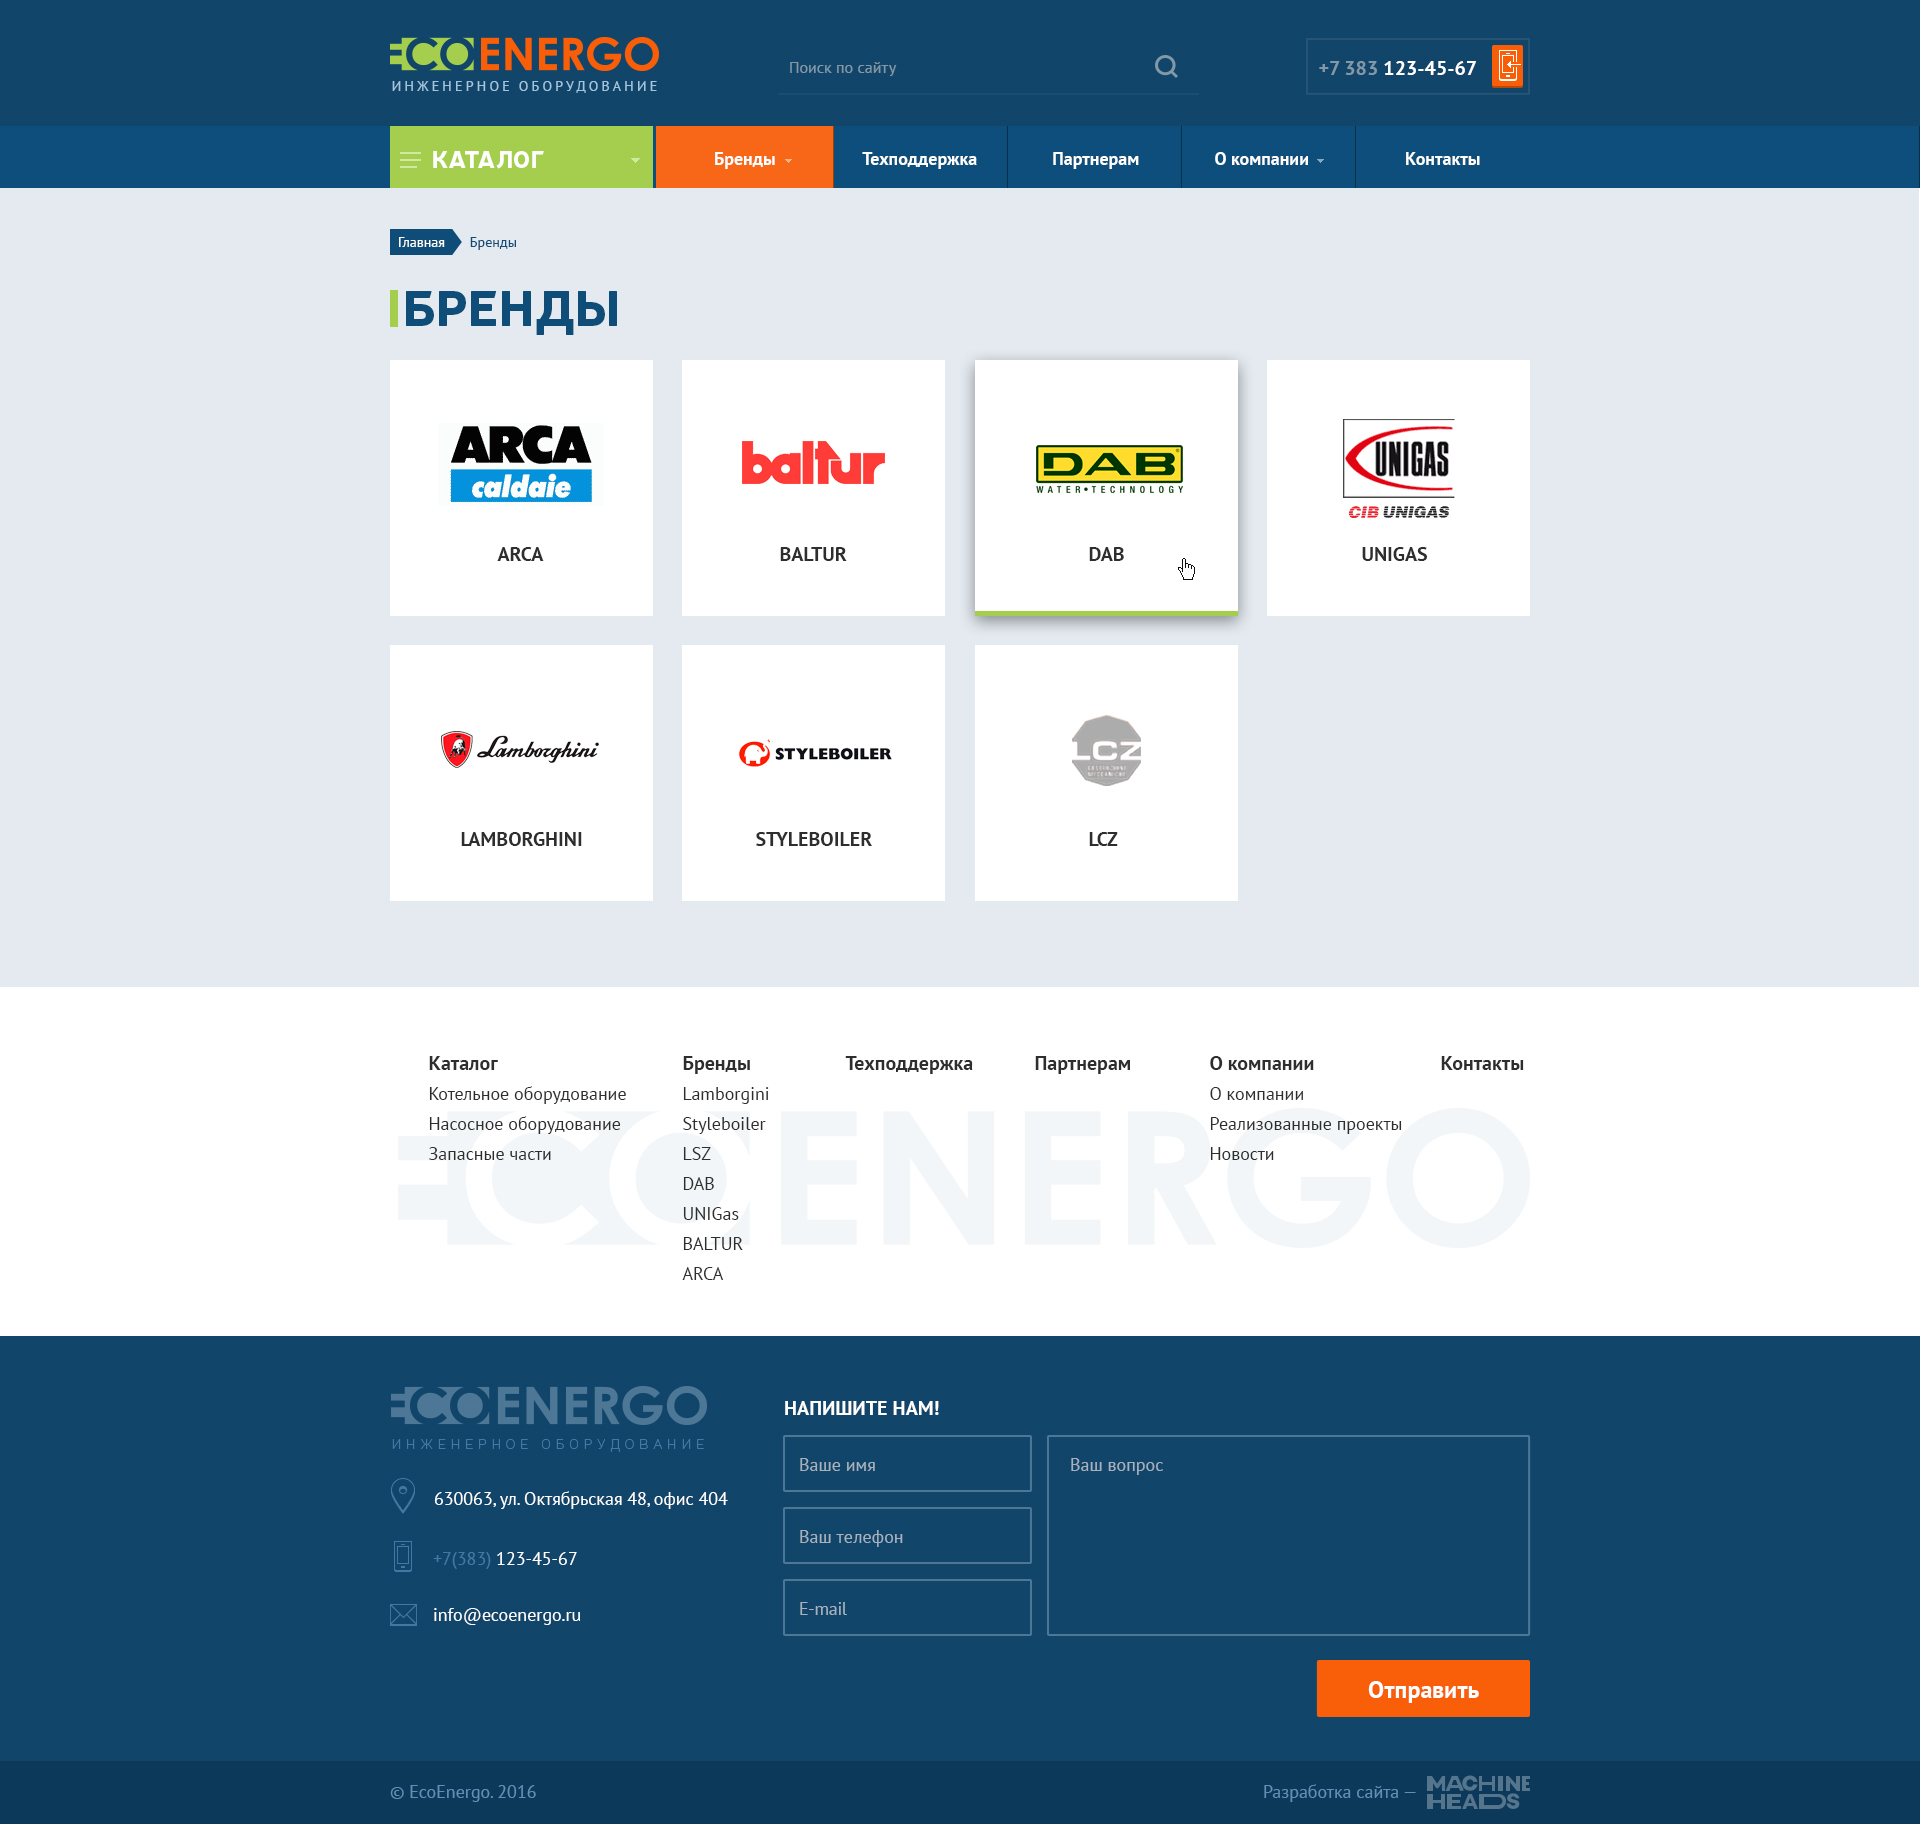 ECOENERGO
ИНЖЕНЕРНОЕ ОБОРУДОВАНИЕ
Поиск по сайту
+7 383 123-45-67
КАТАЛОГ
Бренды
Техподдержка
Партнерам
О компании
Контакты
Главная
Бренды
БРЕНДЫ
ARCA
caldaie
ARCA
baltur
BALTUR
DAB
WATER•TECHNOLOGY
DAB
UNIGAS
CIB UNIGAS
UNIGAS
Lamborghini
LAMBORGHINI
STYLEBOILER
STYLEBOILER
LCZ
LCZ
ECOENERGO
Каталог
Котельное оборудование
Насосное оборудование
Запасные части
Бренды
Lamborgini
Styleboiler
LSZ
DAB
UNIGas
BALTUR
ARCA
Техподдержка
Партнерам
О компании
О компании
Реализованные проекты
Новости
Контакты
ECOENERGO
ИНЖЕНЕРНОЕ ОБОРУДОВАНИЕ
630063, ул. Октябрьская 48, офис 404
+7(383) 123-45-67
info@ecoenergo.ru
НАПИШИТЕ НАМ!
Ваше имя
Ваш телефон
E-mail
Ваш вопрос
Отправить
© EcoEnergo. 2016
Разработка сайта —
MACHINE
HEADS